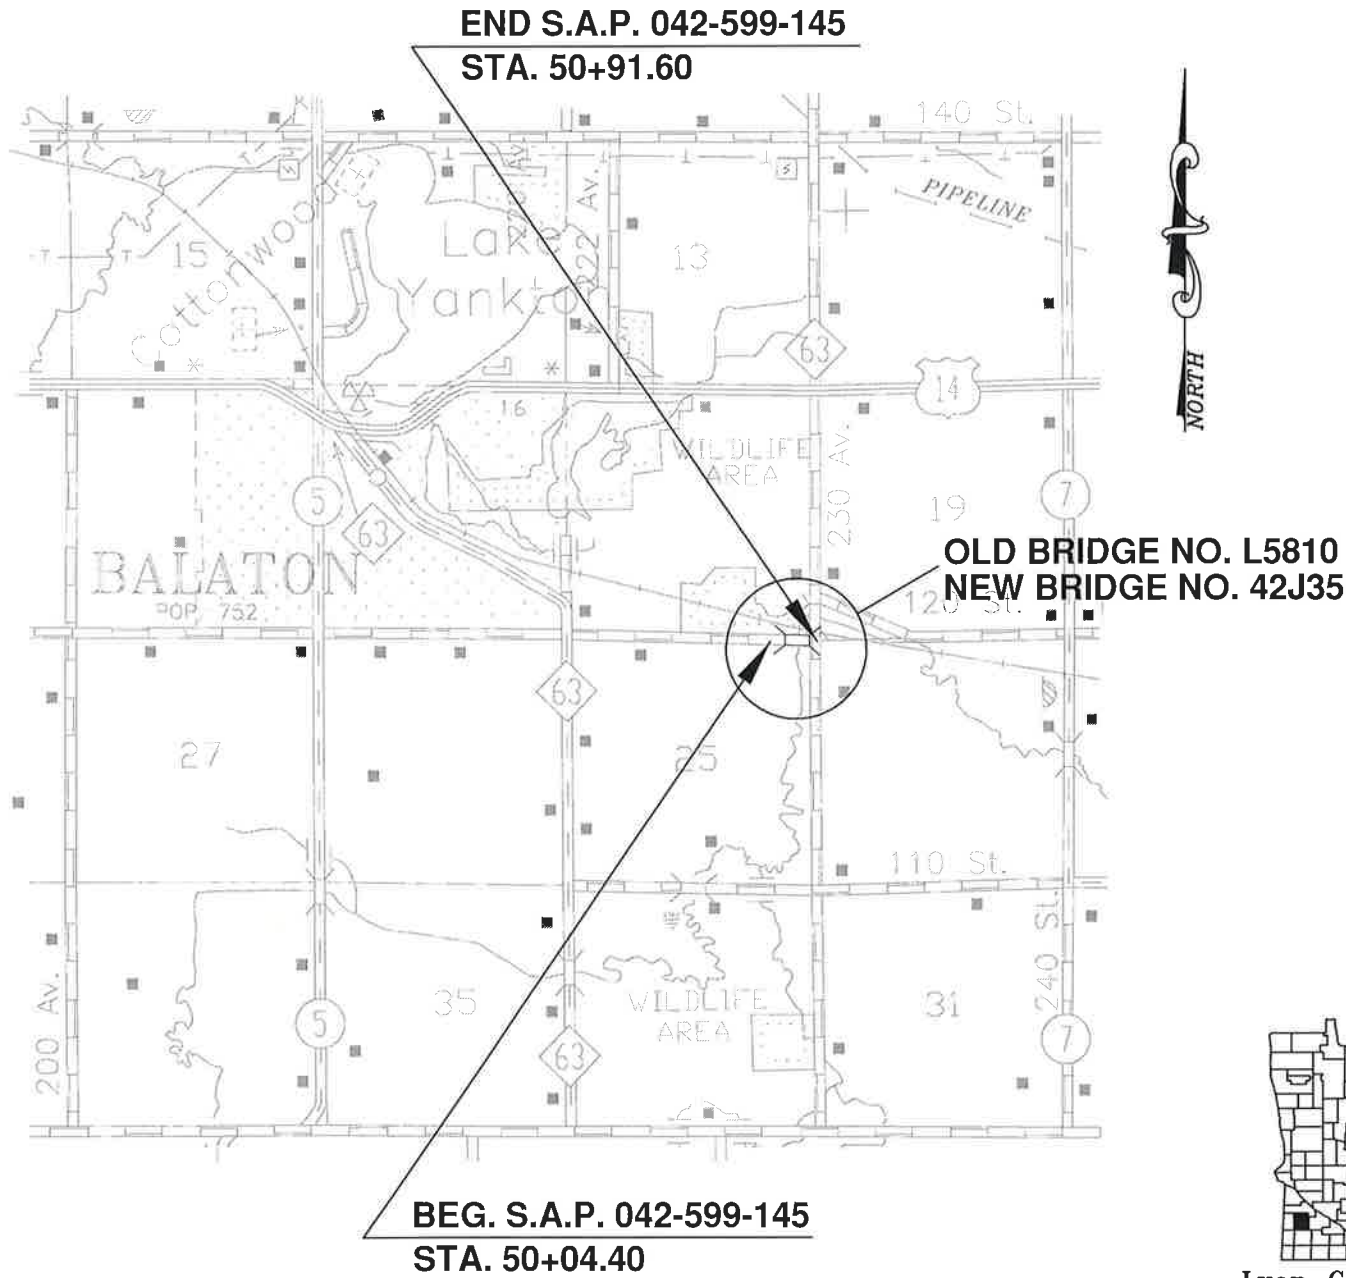 END S.A.P. 042-599-145
STA. 50+91.60
140 St.
PIPELINE
Av.
222 Av.
15
Cottonwood
Lake
Yankton
13
63
14
NORTH
16
WILDLIFE
AREA
230 Av.
5
63
7
19
BALATON
POP. 752
OLD BRIDGE NO. L5810
NEW BRIDGE NO. 42J35
120 St.
63
27
25
110 St.
200 Av.
5
35
63
WILDLIFE
AREA
31
240 St.
7
BEG. S.A.P. 042-599-145
STA. 50+04.40